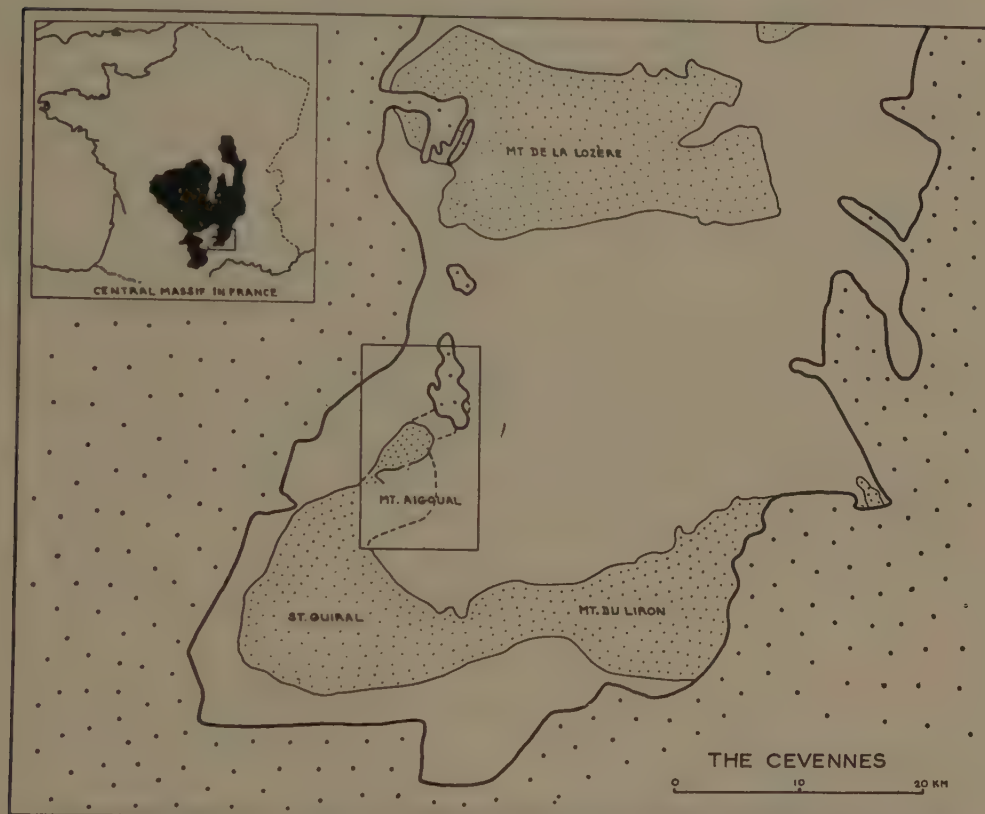 CENTRAL MASSIF IN FRANCE
MT DE LA LOZÈRE
MT. AIGOUAL
ST. GUIRAL
MT. DU LIRON
THE CEVENNES
0 10 20 KM